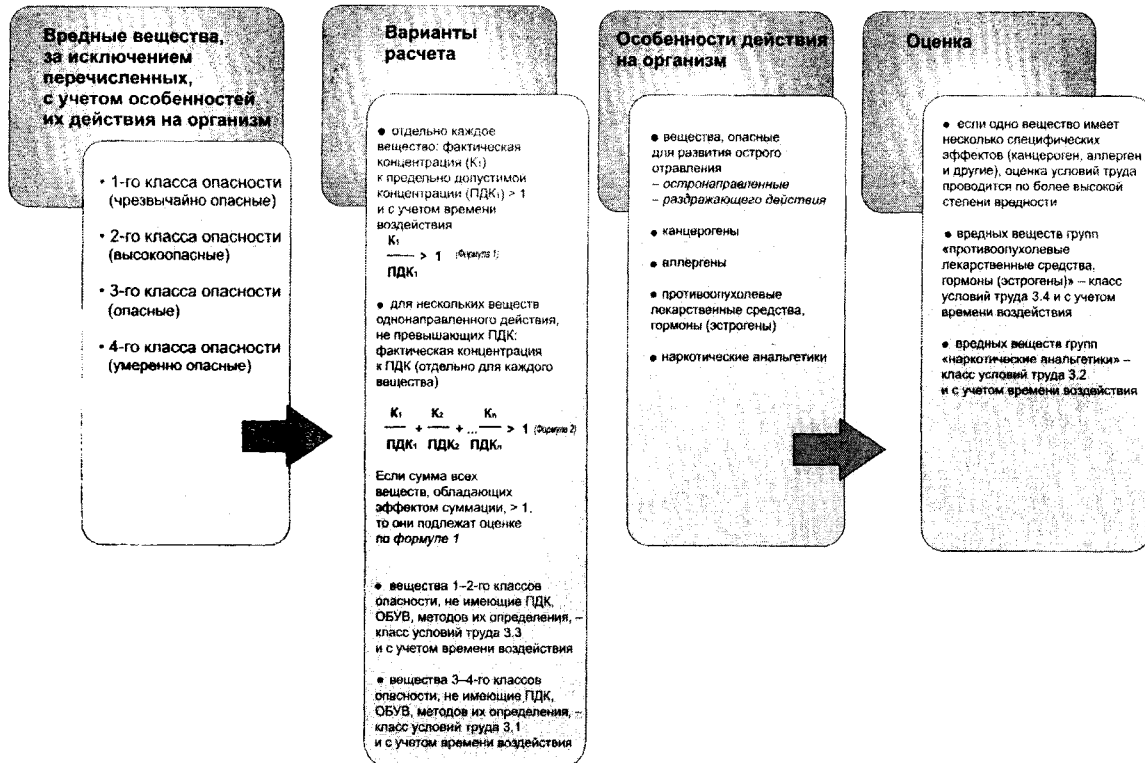 Вредные вещества,
за исключением
перечисленных,
с учетом особенностей
их действия на организм
• 1-го класса опасности
(чрезвычайно опасные)
• 2-го класса опасности
(высокоопасные)
• 3-го класса опасности
(опасные)
• 4-го класса опасности
(умеренно опасные)
Варианты
расчета
• отдельно каждое
вещество: фактическая
концентрация (К₁)
к предельно допустимой
концентрации (ПДК₁) > 1
и с учетом времени
воздействия
К₁
—— > 1 (Формула 1)
ПДК₁
• для нескольких веществ
однонаправленного действия,
не превышающих ПДК:
фактическая концентрация
к ПДК (отдельно для каждого
вещества)
К₁ К₂ Кₙ
—— + —— + ...—— > 1 (Формула 2)
ПДК₁ ПДК₂ ПДКₙ
Если сумма всех
веществ, обладающих
эффектом суммации, > 1,
то они подлежат оценке
по формуле 1
• вещества 1–2-го классов
опасности, не имеющие ПДК,
ОБУВ, методов их определения, –
класс условий труда 3.3
и с учетом времени воздействия
• вещества 3–4-го классов
опасности, не имеющие ПДК,
ОБУВ, методов их определения, –
класс условий труда 3.1
и с учетом времени воздействия
Особенности действия
на организм
• вещества, опасные
для развития острого
отравления
– остронаправленные
– раздражающего действия
• канцерогены
• аллергены
• противоопухолевые
лекарственные средства,
гормоны (эстрогены)
• наркотические анальгетики
Оценка
• если одно вещество имеет
несколько специфических
эффектов (канцероген, аллерген
и другие), оценка условий труда
проводится по более высокой
степени вредности
• вредных веществ групп
«противоопухолевые
лекарственные средства,
гормоны (эстрогены)» – класс
условий труда 3.4 и с учетом
времени воздействия
• вредных веществ групп
«наркотические анальгетики» –
класс условий труда 3.2
и с учетом времени воздействия